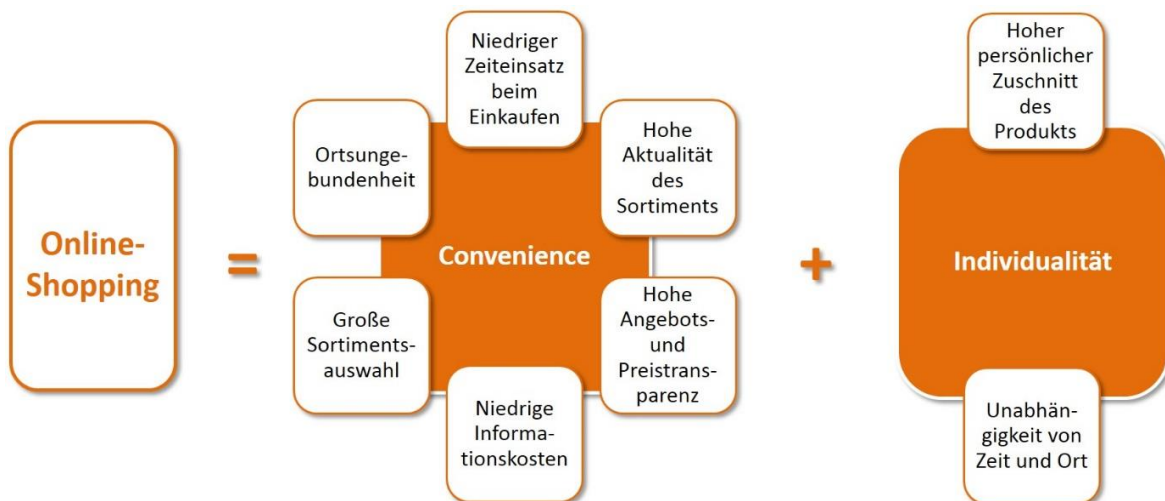 Online-
Shopping
=
Niedriger
Zeiteinsatz
beim
Einkaufen
Ortsunge-
bundenheit
Hohe
Aktualität
des
Sortiments
Convenience
Große
Sortiments-
auswahl
Hohe
Angebots-
und
Preistrans-
parenz
Niedrige
Informa-
tionskosten
+
Hoher
persönlicher
Zuschnitt
des
Produkts
Individualität
Unabhän-
gigkeit von
Zeit und Ort